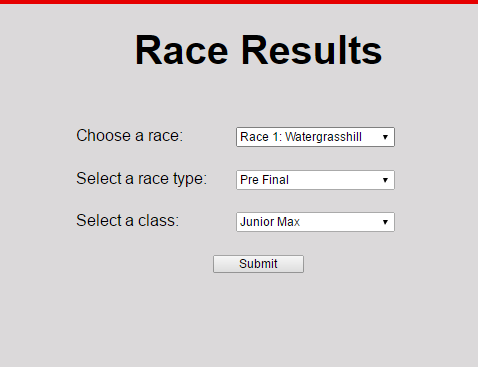 Race Results
Choose a race: Race 1: Watergrasshill
Select a race type: Pre Final
Select a class: Junior Max
Submit